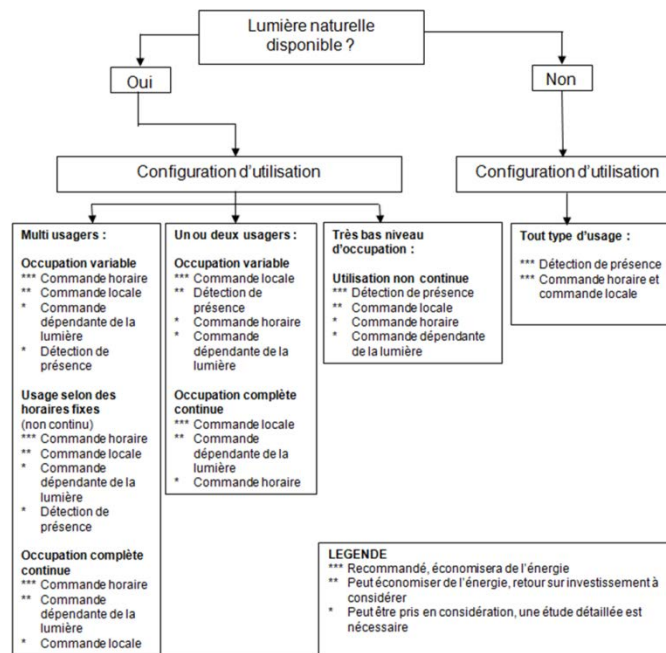 Lumière naturelle
disponible ?
Oui
Non
Configuration d'utilisation
Configuration d'utilisation
Multi usagers :
Occupation variable
*** Commande horaire
** Commande locale
* Commande
dépendante de la
lumière
* Détection de
présence
Usage selon des
horaires fixes
(non continu)
*** Commande horaire
** Commande locale
* Commande
dépendante de la
lumière
* Détection de
présence
Occupation complète
continue
*** Commande horaire
** Commande
dépendante de la
lumière
* Commande locale
Un ou deux usagers :
Occupation variable
*** Commande locale
** Détection de
présence
* Commande horaire
* Commande
dépendante de la
lumière
Occupation complète
continue
*** Commande locale
** Commande
dépendante de la
lumière
* Commande horaire
Très bas niveau
d'occupation :
Utilisation non continue
*** Détection de présence
** Commande locale
* Commande horaire
* Commande dépendante
de la lumière
Tout type d'usage :
*** Détection de présence
*** Commande horaire et
commande locale
LEGENDE
*** Recommandé, économisera de l'énergie
** Peut économiser de l'énergie, retour sur investissement à
considérer
* Peut être pris en considération, une étude détaillée est
nécessaire